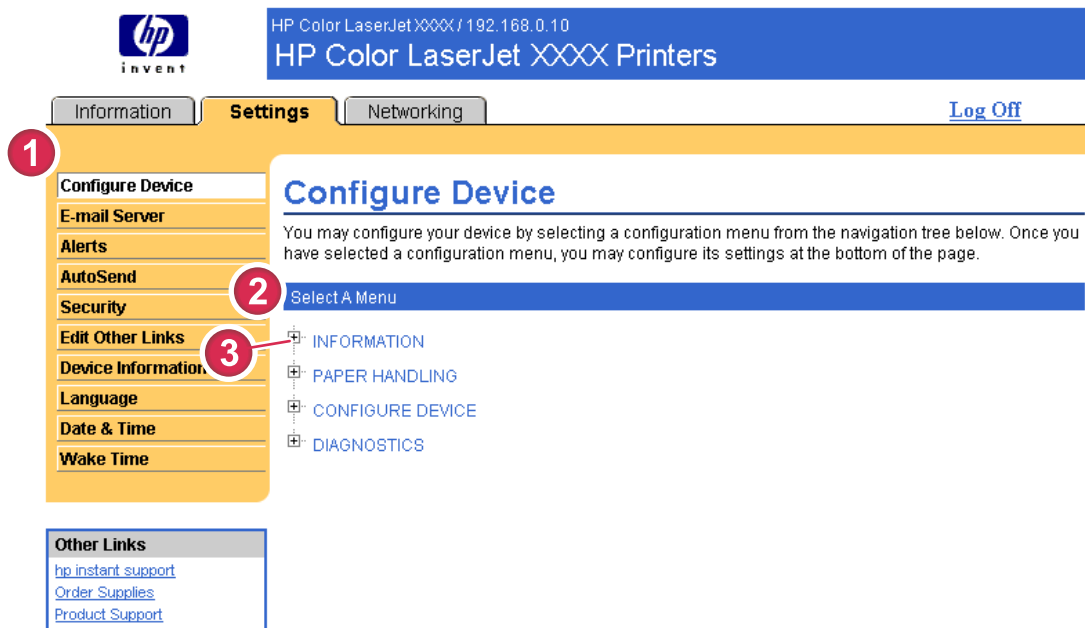 hp
invent
HP Color LaserJet XXXX / 192.168.0.10
HP Color LaserJet XXXX Printers
Information
Settings
Networking
Log Off
1
Configure Device
E-mail Server
Alerts
AutoSend
Security
Edit Other Links
Device Information
Language
Date & Time
Wake Time
Other Links
hp instant support
Order Supplies
Product Support
Configure Device
You may configure your device by selecting a configuration menu from the navigation tree below. Once you
have selected a configuration menu, you may configure its settings at the bottom of the page.
2
Select A Menu
3
INFORMATION
PAPER HANDLING
CONFIGURE DEVICE
DIAGNOSTICS